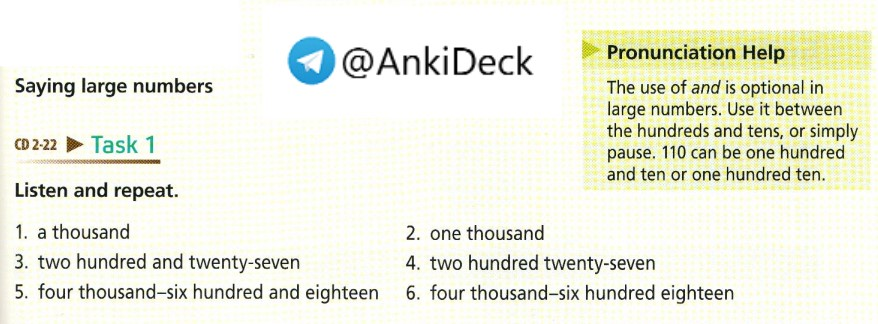 @AnkiDeck
Saying large numbers
CD 2-22 ▶ Task 1
Listen and repeat.
1. a thousand
2. one thousand
3. two hundred and twenty-seven
4. two hundred twenty-seven
5. four thousand–six hundred and eighteen
6. four thousand–six hundred eighteen
Pronunciation Help
The use of and is optional in
large numbers. Use it between
the hundreds and tens, or simply
pause. 110 can be one hundred
and ten or one hundred ten.